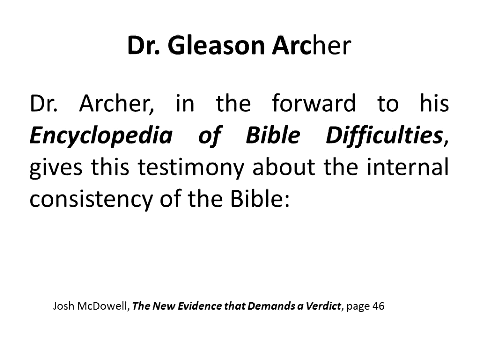 Dr. Gleason Archer
Dr. Archer, in the forward to his
Encyclopedia of Bible Difficulties,
gives this testimony about the internal
consistency of the Bible:
Josh McDowell, The New Evidence that Demands a Verdict, page 46